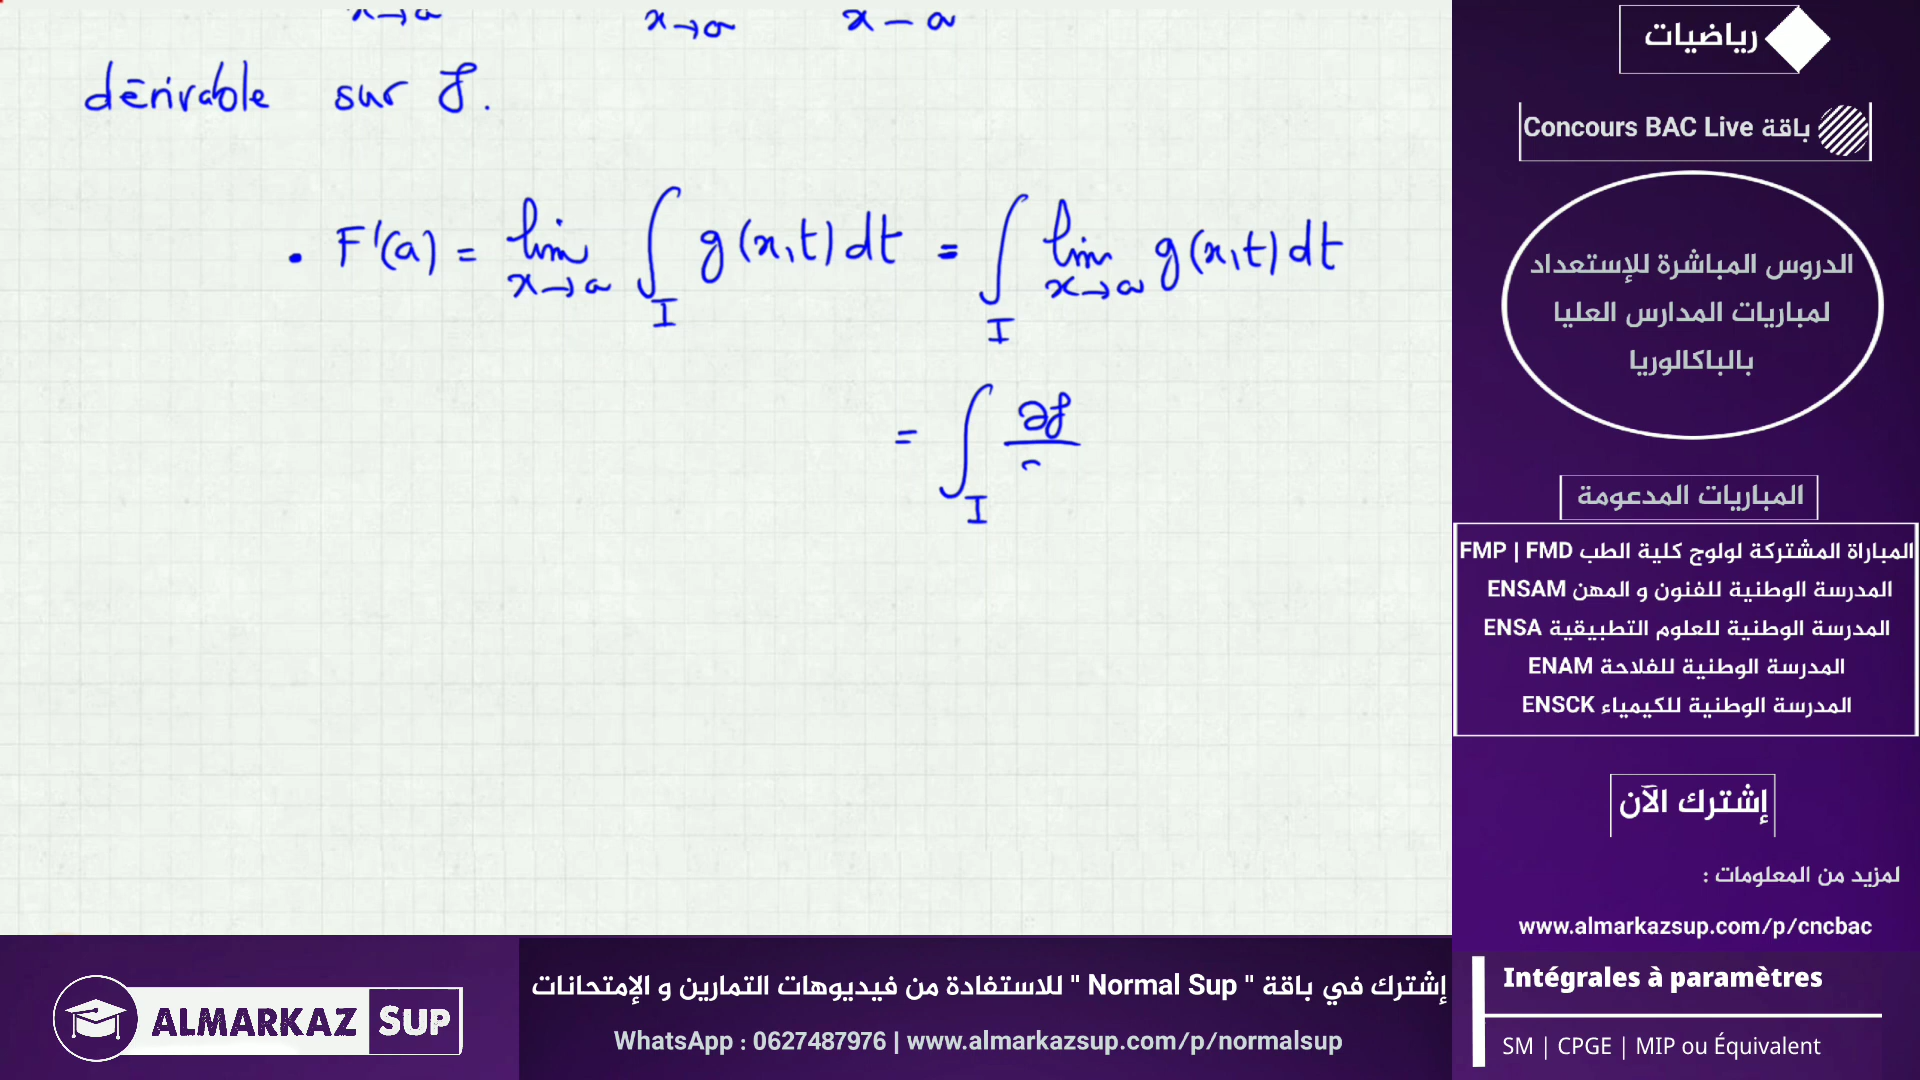 x→a x→a x - a
dérivable sur J.
• F'(a) = lim x→a ∫_I g(x,t) dt = ∫_I lim x→a g(x,t) dt
= ∫_I ∂f
رياضيات
باقة Concours BAC Live
الدروس المباشرة للإستعداد
لمباريات المدارس العليا
بالباكالوريا
المباريات المدعومة
المباراة المشتركة لولوج كلية الطب FMP | FMD
المدرسة الوطنية للفنون و المهن ENSAM
المدرسة الوطنية للعلوم التطبيقية ENSA
المدرسة الوطنية للفلاحة ENAM
المدرسة الوطنية للكيمياء ENSCK
إشترك الآن
لمزيد من المعلومات :
www.almarkazsup.com/p/cncbac
Intégrales à paramètres
SM | CPGE | MIP ou Équivalent
ALMARKAZ SUP
إشترك في باقة " Normal Sup " للاستفادة من فيديوهات التمارين و الإمتحانات
WhatsApp : 0627487976 | www.almarkazsup.com/p/normalsup